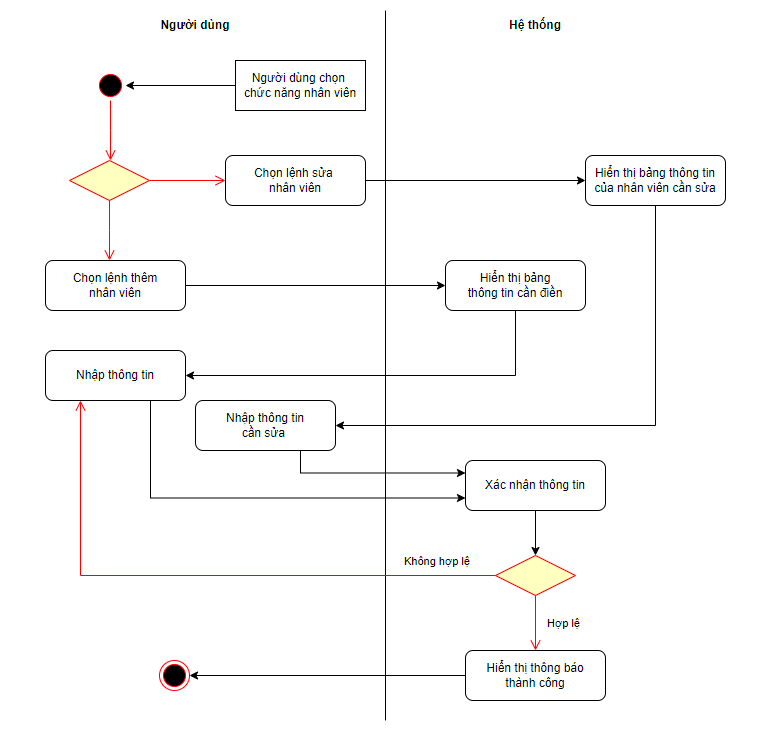 Người dùng
Hệ thống
Người dùng chọn
chức năng nhân viên
Chọn lệnh sửa
nhân viên
Hiển thị bảng thông tin
của nhân viên cần sửa
Chọn lệnh thêm
nhân viên
Hiển thị bảng
thông tin cần điền
Nhập thông tin
Nhập thông tin
cần sửa
Xác nhận thông tin
Không hợp lệ
Hợp lệ
Hiển thị thông báo
thành công